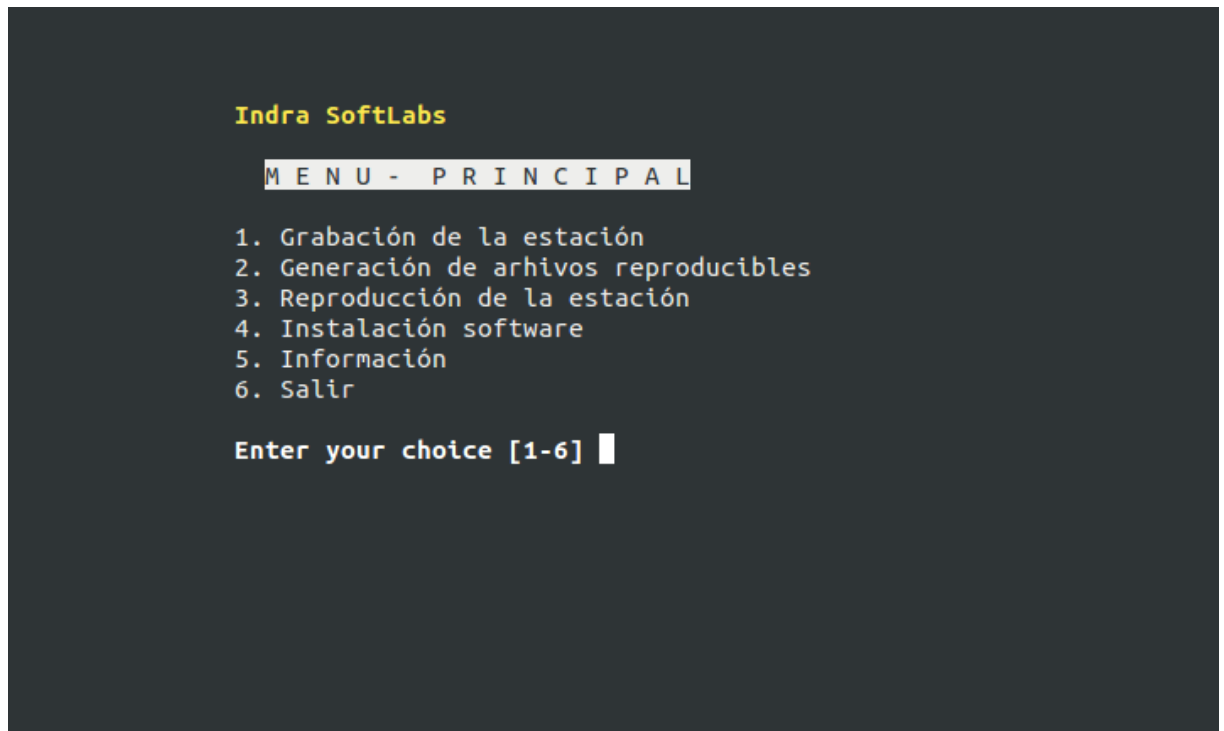 Indra SoftLabs
M E N U - P R I N C I P A L
1. Grabación de la estación
2. Generación de arhivos reproducibles
3. Reproducción de la estación
4. Instalación software
5. Información
6. Salir
Enter your choice [1-6]